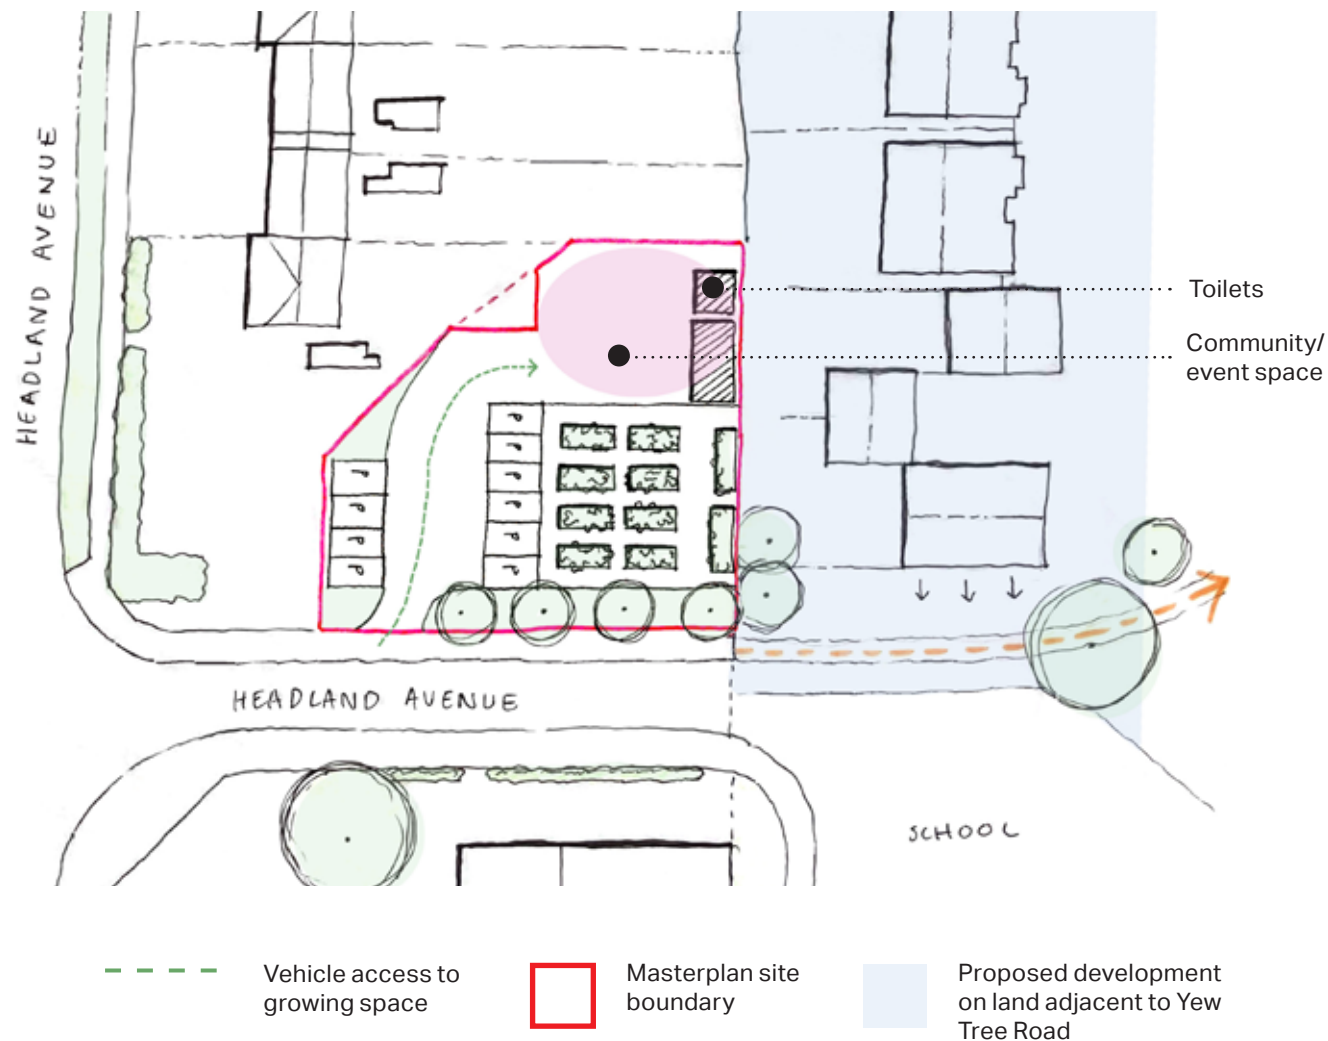 HEADLAND AVENUE
Toilets
Community/
event space
P
P
P
P
P
P
P
P
P
P
HEADLAND AVENUE
SCHOOL
Vehicle access to
growing space
Masterplan site
boundary
Proposed development
on land adjacent to Yew
Tree Road